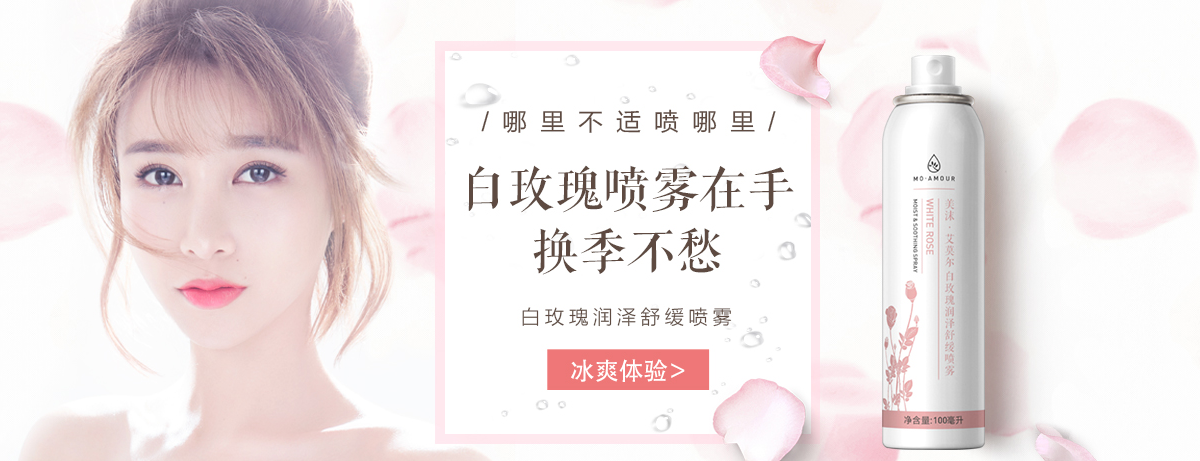 /哪里不适喷哪里/
白玫瑰喷雾在手
换季不愁
白玫瑰润泽舒缓喷雾
冰爽体验>
MO·AMOUR
美沫·艾莫尔 白玫瑰润泽舒缓喷雾
WHITE ROSE
MOIST & SOOTHING SPRAY
净含量:100毫升